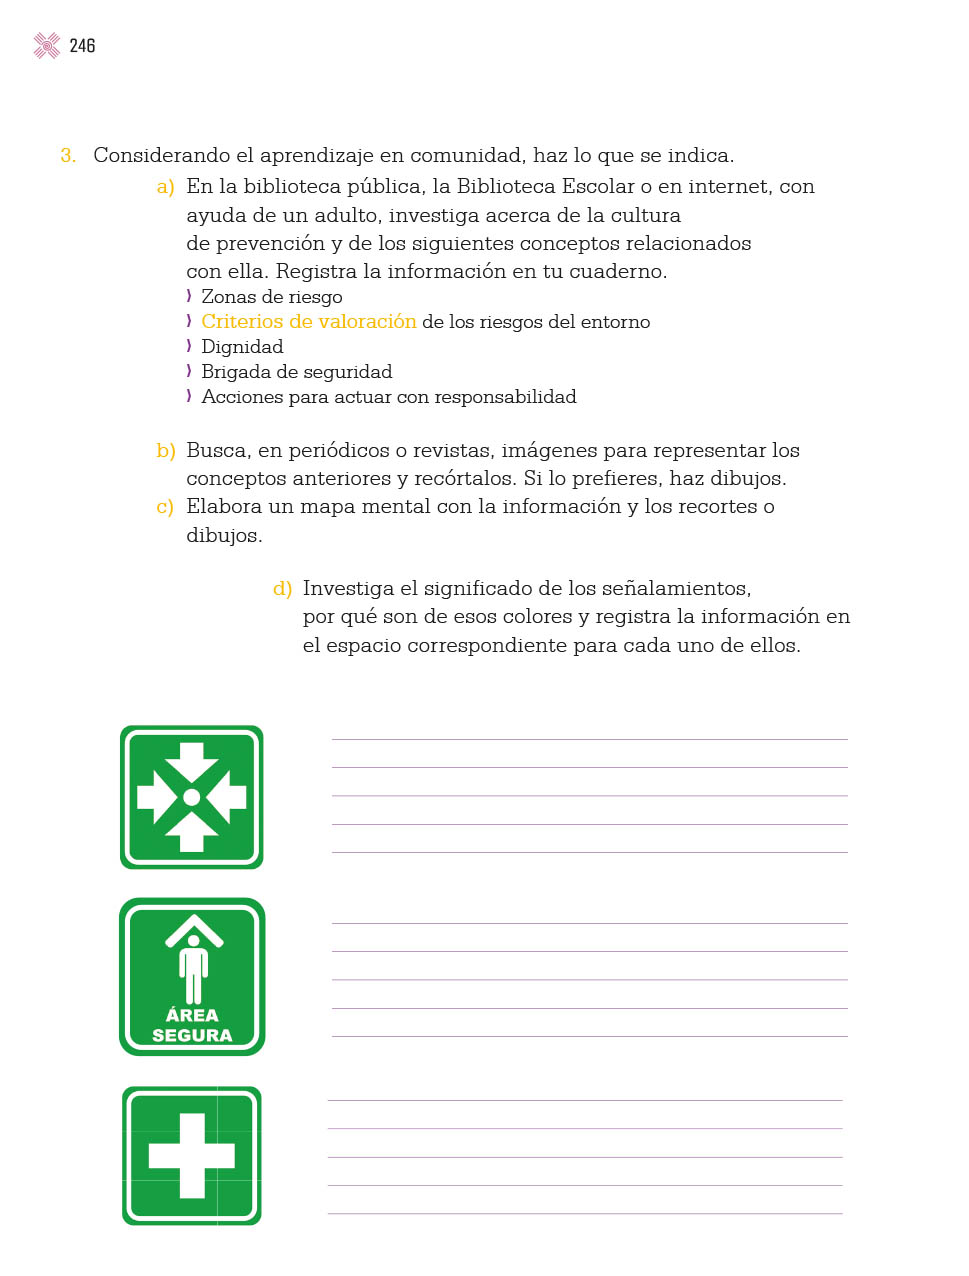 246
3. Considerando el aprendizaje en comunidad, haz lo que se indica.
a) En la biblioteca pública, la Biblioteca Escolar o en internet, con
ayuda de un adulto, investiga acerca de la cultura
de prevención y de los siguientes conceptos relacionados
con ella. Registra la información en tu cuaderno.
⟩ Zonas de riesgo
⟩ Criterios de valoración de los riesgos del entorno
⟩ Dignidad
⟩ Brigada de seguridad
⟩ Acciones para actuar con responsabilidad
b) Busca, en periódicos o revistas, imágenes para representar los
conceptos anteriores y recórtalos. Si lo prefieres, haz dibujos.
c) Elabora un mapa mental con la información y los recortes o
dibujos.
d) Investiga el significado de los señalamientos,
por qué son de esos colores y registra la información en
el espacio correspondiente para cada uno de ellos.
ÁREA
SEGURA